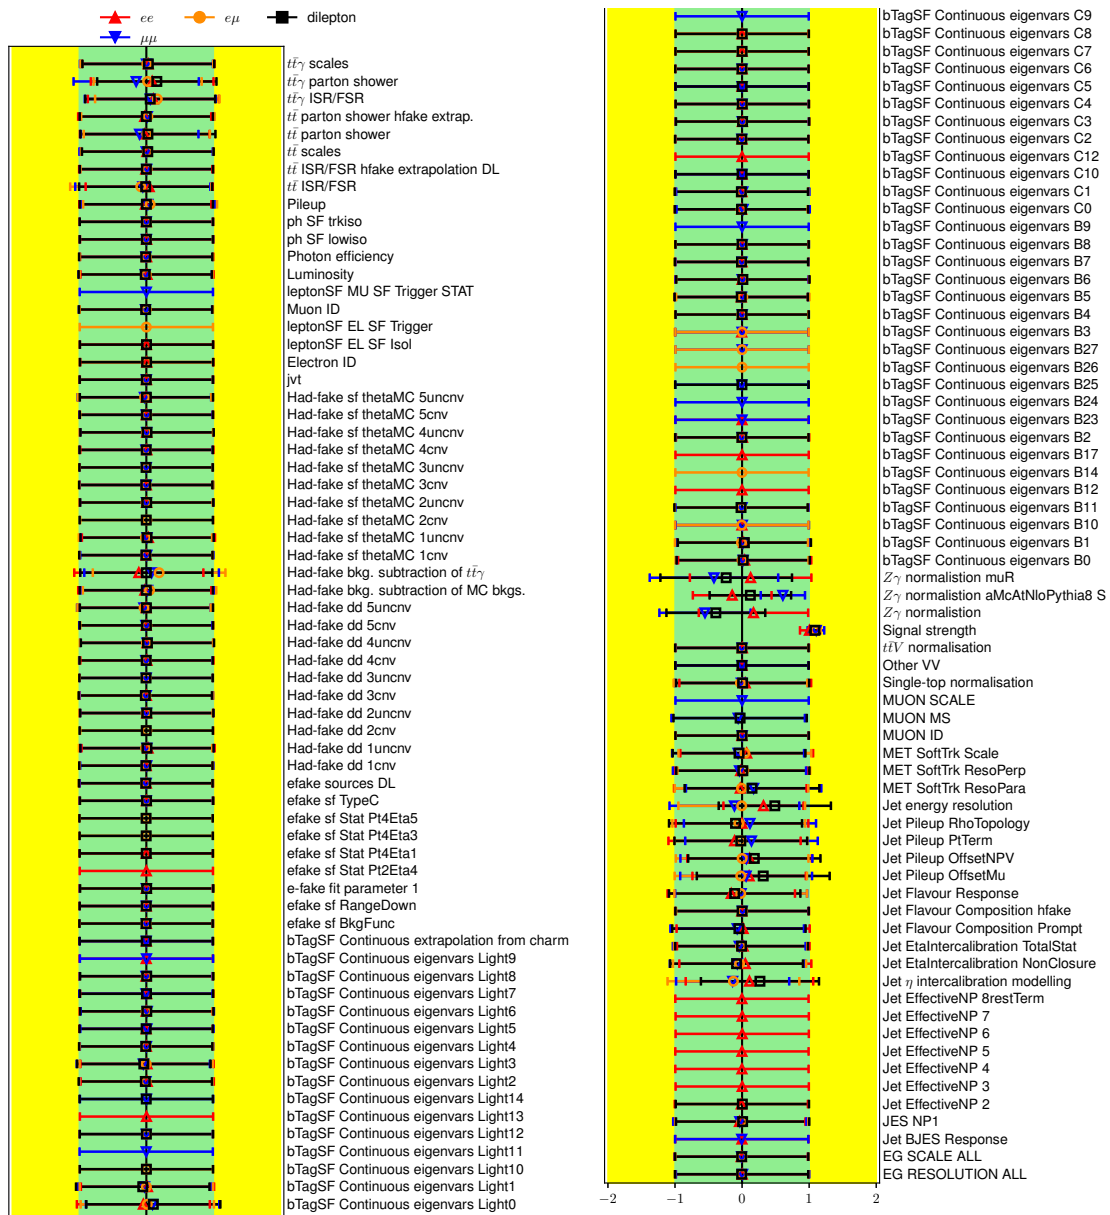 ee eμ dilepton
μμ
tt̄γ scales
tt̄γ parton shower
tt̄γ ISR/FSR
tt̄ parton shower hfake extrap.
tt̄ parton shower
tt̄ scales
tt̄ ISR/FSR hfake extrapolation DL
tt̄ ISR/FSR
Pileup
ph SF trkiso
ph SF lowiso
Photon efficiency
Luminosity
leptonSF MU SF Trigger STAT
Muon ID
leptonSF EL SF Trigger
leptonSF EL SF Isol
Electron ID
jvt
Had-fake sf thetaMC 5uncnv
Had-fake sf thetaMC 5cnv
Had-fake sf thetaMC 4uncnv
Had-fake sf thetaMC 4cnv
Had-fake sf thetaMC 3uncnv
Had-fake sf thetaMC 3cnv
Had-fake sf thetaMC 2uncnv
Had-fake sf thetaMC 2cnv
Had-fake sf thetaMC 1uncnv
Had-fake sf thetaMC 1cnv
Had-fake bkg. subtraction of tt̄γ
Had-fake bkg. subtraction of MC bkgs.
Had-fake dd 5uncnv
Had-fake dd 5cnv
Had-fake dd 4uncnv
Had-fake dd 4cnv
Had-fake dd 3uncnv
Had-fake dd 3cnv
Had-fake dd 2uncnv
Had-fake dd 2cnv
Had-fake dd 1uncnv
Had-fake dd 1cnv
efake sources DL
efake sf TypeC
efake sf Stat Pt4Eta5
efake sf Stat Pt4Eta3
efake sf Stat Pt4Eta1
efake sf Stat Pt2Eta4
e-fake fit parameter 1
efake sf RangeDown
efake sf BkgFunc
bTagSF Continuous extrapolation from charm
bTagSF Continuous eigenvars Light9
bTagSF Continuous eigenvars Light8
bTagSF Continuous eigenvars Light7
bTagSF Continuous eigenvars Light6
bTagSF Continuous eigenvars Light5
bTagSF Continuous eigenvars Light4
bTagSF Continuous eigenvars Light3
bTagSF Continuous eigenvars Light2
bTagSF Continuous eigenvars Light14
bTagSF Continuous eigenvars Light13
bTagSF Continuous eigenvars Light12
bTagSF Continuous eigenvars Light11
bTagSF Continuous eigenvars Light10
bTagSF Continuous eigenvars Light1
bTagSF Continuous eigenvars Light0
bTagSF Continuous eigenvars C9
bTagSF Continuous eigenvars C8
bTagSF Continuous eigenvars C7
bTagSF Continuous eigenvars C6
bTagSF Continuous eigenvars C5
bTagSF Continuous eigenvars C4
bTagSF Continuous eigenvars C3
bTagSF Continuous eigenvars C2
bTagSF Continuous eigenvars C12
bTagSF Continuous eigenvars C10
bTagSF Continuous eigenvars C1
bTagSF Continuous eigenvars C0
bTagSF Continuous eigenvars B9
bTagSF Continuous eigenvars B8
bTagSF Continuous eigenvars B7
bTagSF Continuous eigenvars B6
bTagSF Continuous eigenvars B5
bTagSF Continuous eigenvars B4
bTagSF Continuous eigenvars B3
bTagSF Continuous eigenvars B27
bTagSF Continuous eigenvars B26
bTagSF Continuous eigenvars B25
bTagSF Continuous eigenvars B24
bTagSF Continuous eigenvars B23
bTagSF Continuous eigenvars B2
bTagSF Continuous eigenvars B17
bTagSF Continuous eigenvars B14
bTagSF Continuous eigenvars B12
bTagSF Continuous eigenvars B11
bTagSF Continuous eigenvars B10
bTagSF Continuous eigenvars B1
bTagSF Continuous eigenvars B0
Zγ normalistion muR
Zγ normalistion aMcAtNloPythia8 S
Zγ normalistion
Signal strength
tt̄V normalisation
Other VV
Single-top normalisation
MUON SCALE
MUON MS
MUON ID
MET SoftTrk Scale
MET SoftTrk ResoPerp
MET SoftTrk ResoPara
Jet energy resolution
Jet Pileup RhoTopology
Jet Pileup PtTerm
Jet Pileup OffsetNPV
Jet Pileup OffsetMu
Jet Flavour Response
Jet Flavour Composition hfake
Jet Flavour Composition Prompt
Jet EtaIntercalibration TotalStat
Jet EtaIntercalibration NonClosure
Jet η intercalibration modelling
Jet EffectiveNP 8restTerm
Jet EffectiveNP 7
Jet EffectiveNP 6
Jet EffectiveNP 5
Jet EffectiveNP 4
Jet EffectiveNP 3
Jet EffectiveNP 2
JES NP1
Jet BJES Response
EG SCALE ALL
EG RESOLUTION ALL
−2 −1 0 1 2